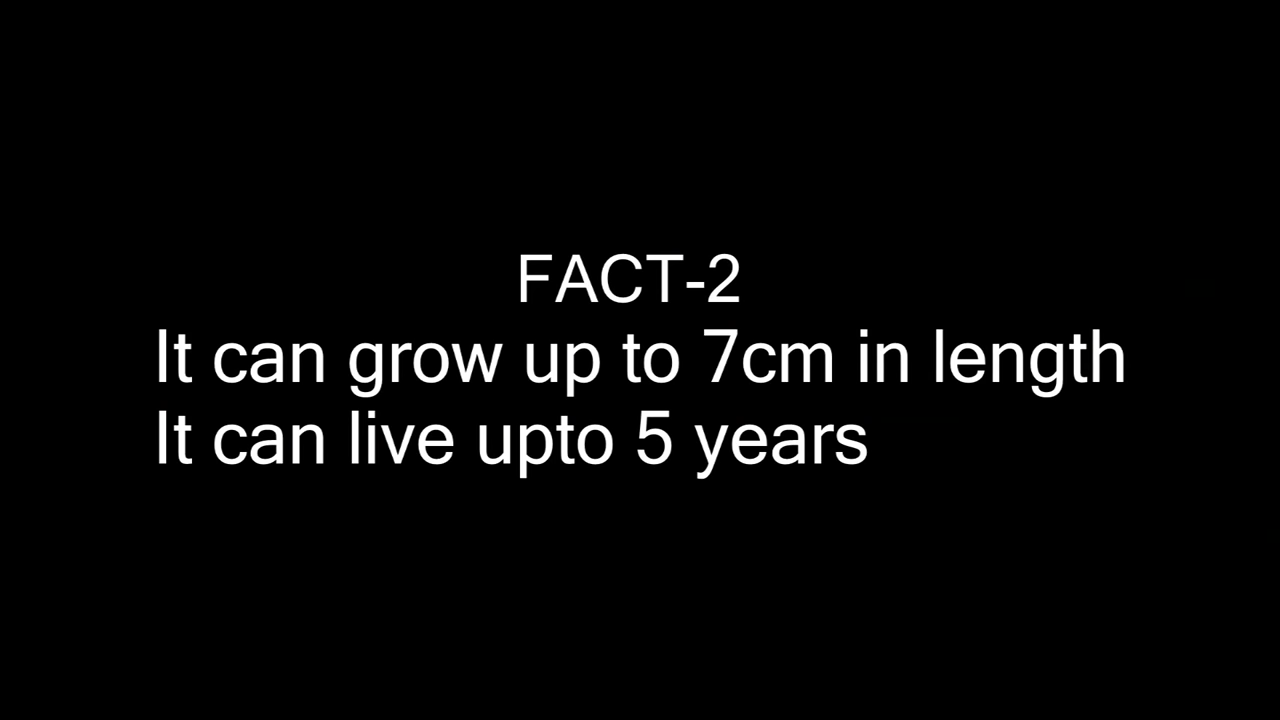 FACT-2
It can grow up to 7cm in length
It can live upto 5 years